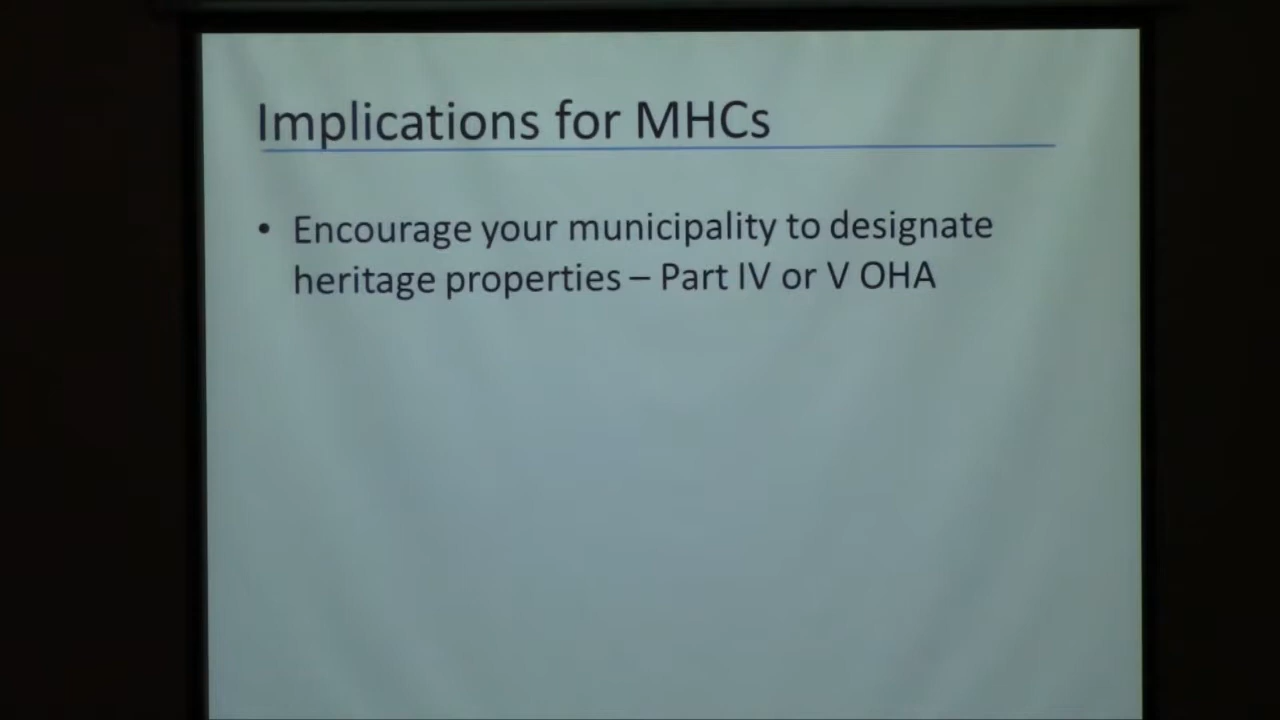 Implications for MHCs
• Encourage your municipality to designate
heritage properties – Part IV or V OHA